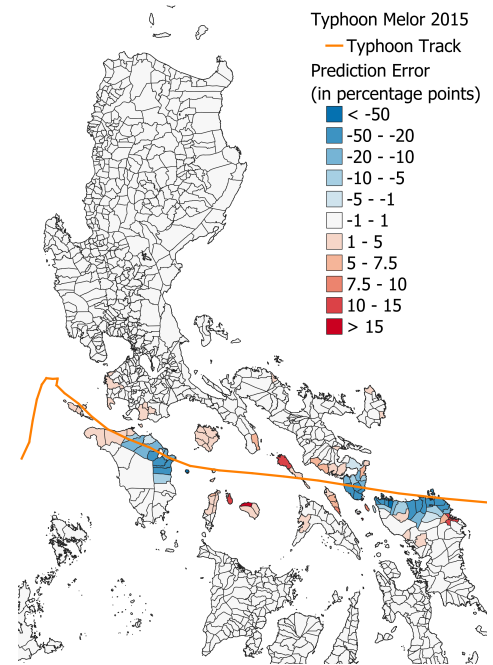 Typhoon Melor 2015
Typhoon Track
Prediction Error
(in percentage points)
< -50
-50 - -20
-20 - -10
-10 - -5
-5 - -1
-1 - 1
1 - 5
5 - 7.5
7.5 - 10
10 - 15
> 15